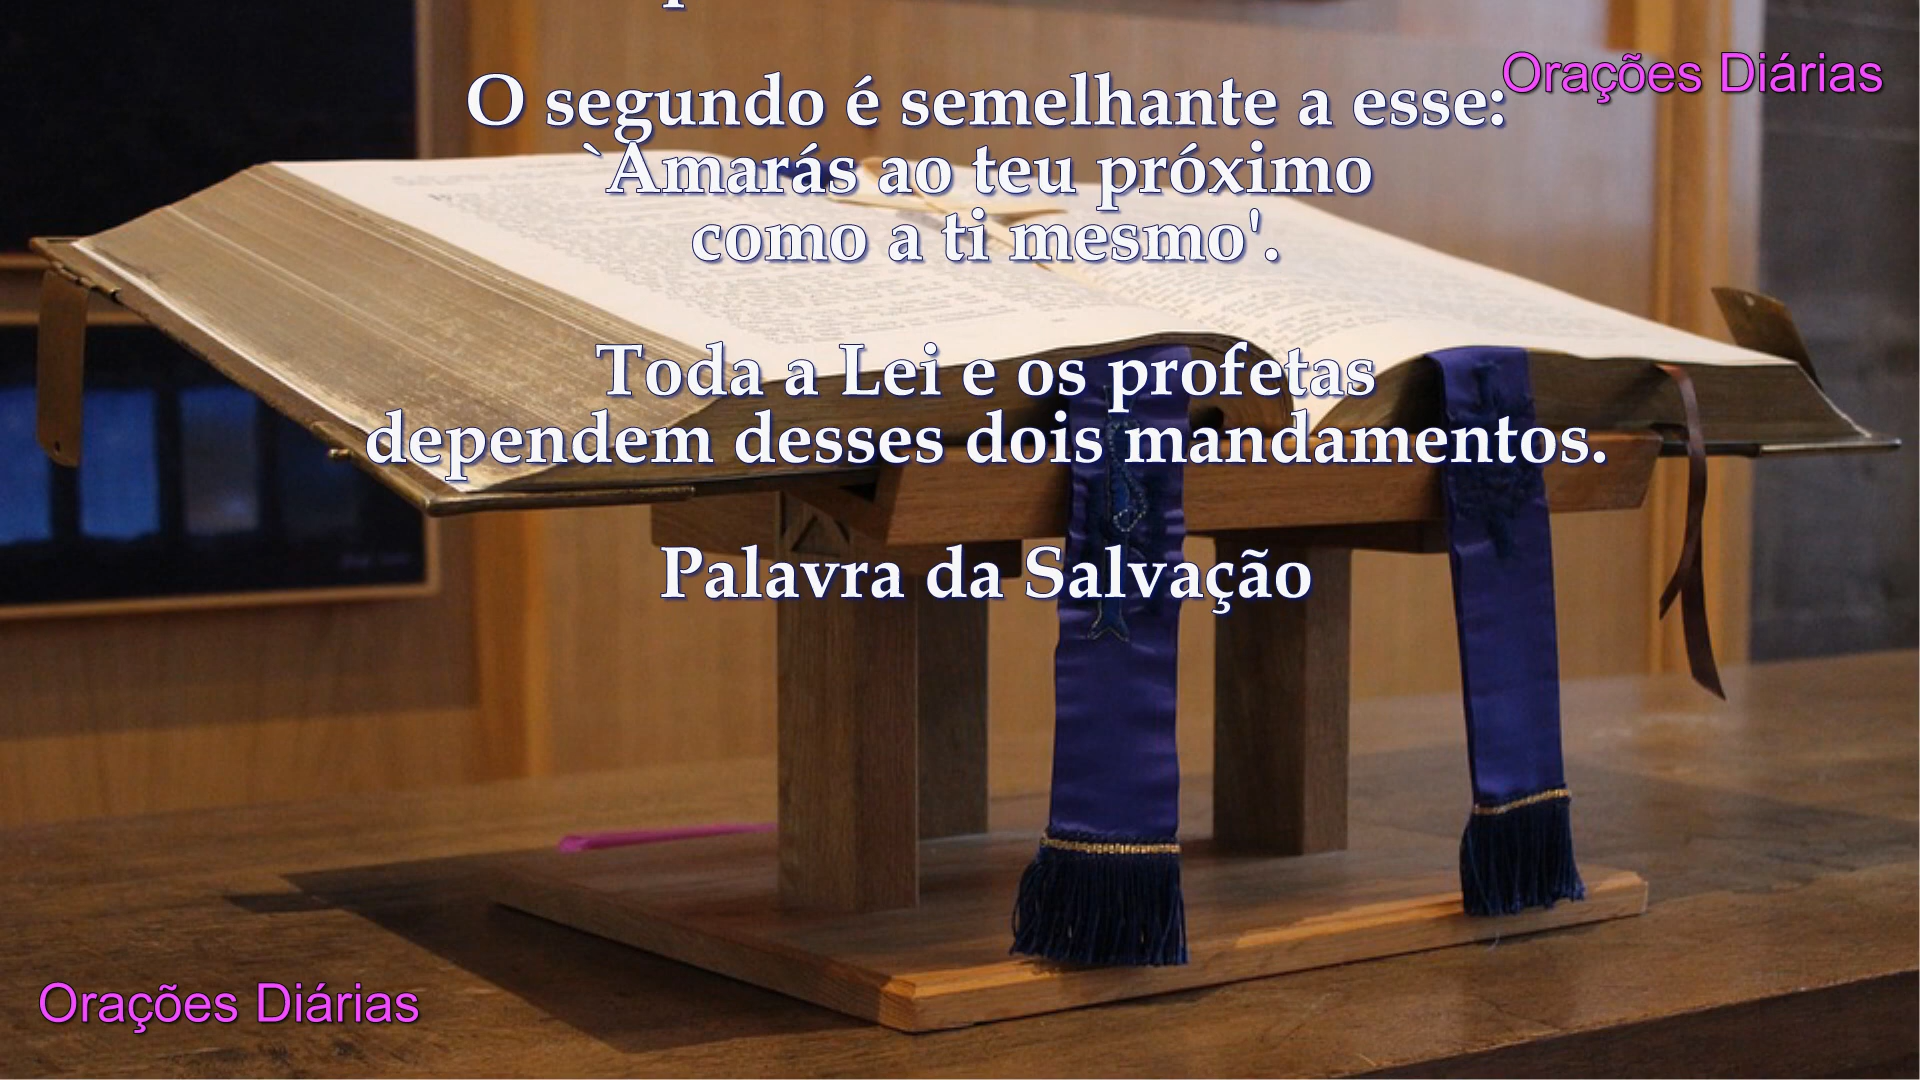 Orações Diárias
O segundo é semelhante a esse:
`Amarás ao teu próximo
como a ti mesmo'.
Toda a Lei e os profetas
dependem desses dois mandamentos.
Palavra da Salvação
Orações Diárias